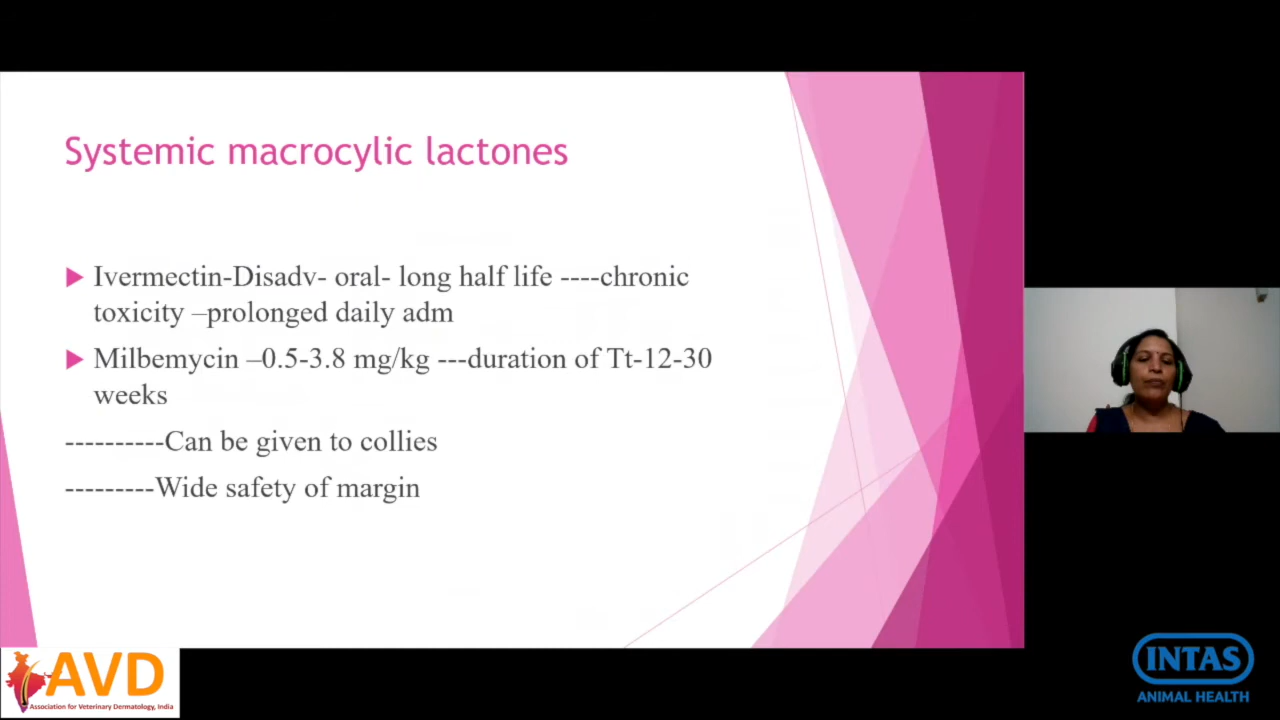 Systemic macrocylic lactones
Ivermectin-Disadv- oral- long half life ----chronic
toxicity –prolonged daily adm
Milbemycin –0.5-3.8 mg/kg ---duration of Tt-12-30
weeks
----------Can be given to collies
---------Wide safety of margin
AVD
Association for Veterinary Dermatology, India
INTAS
ANIMAL HEALTH